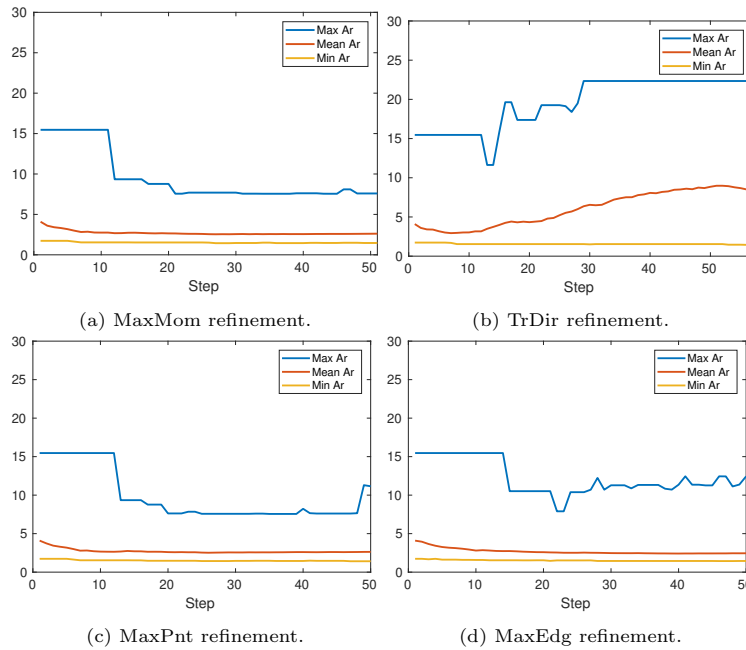 30
25
20
15
10
5
0
0 10 20 30 40 50
Step
Max Ar
Mean Ar
Min Ar
(a) MaxMom refinement.
30
25
20
15
10
5
0
0 10 20 30 40 50
Step
Max Ar
Mean Ar
Min Ar
(b) TrDir refinement.
30
25
20
15
10
5
0
0 10 20 30 40 50
Step
Max Ar
Mean Ar
Min Ar
(c) MaxPnt refinement.
30
25
20
15
10
5
0
0 10 20 30 40 50
Step
Max Ar
Mean Ar
Min Ar
(d) MaxEdg refinement.